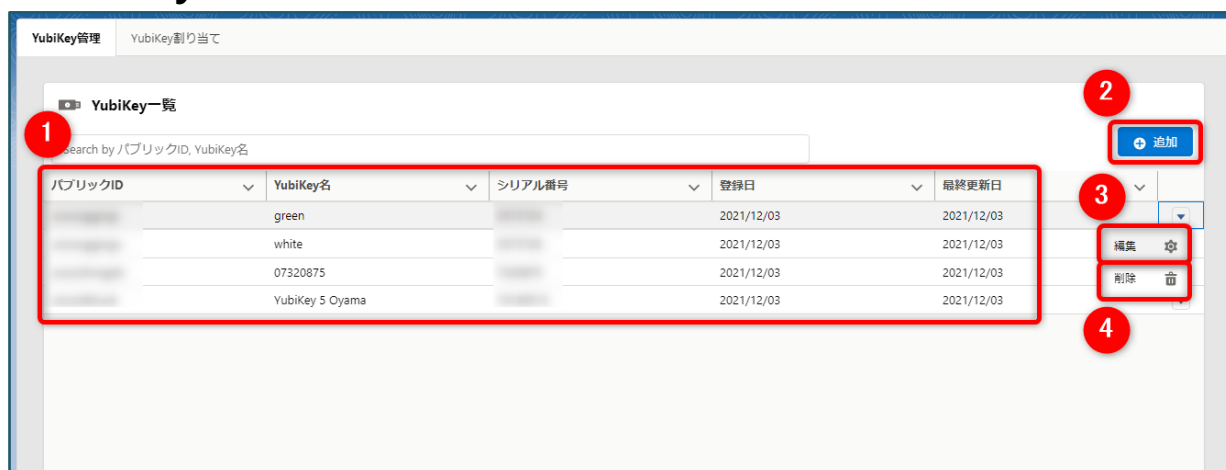 YubiKey管理 YubiKey割り当て
YubiKey一覧
2
1
Search by パブリックID, YubiKey名
追加
パブリックID YubiKey名 シリアル番号 登録日 最終更新日
3
green 2021/12/03 2021/12/03
white 2021/12/03 2021/12/03
編集
07320875 2021/12/03 2021/12/03
削除
YubiKey 5 Oyama 2021/12/03 2021/12/03
4